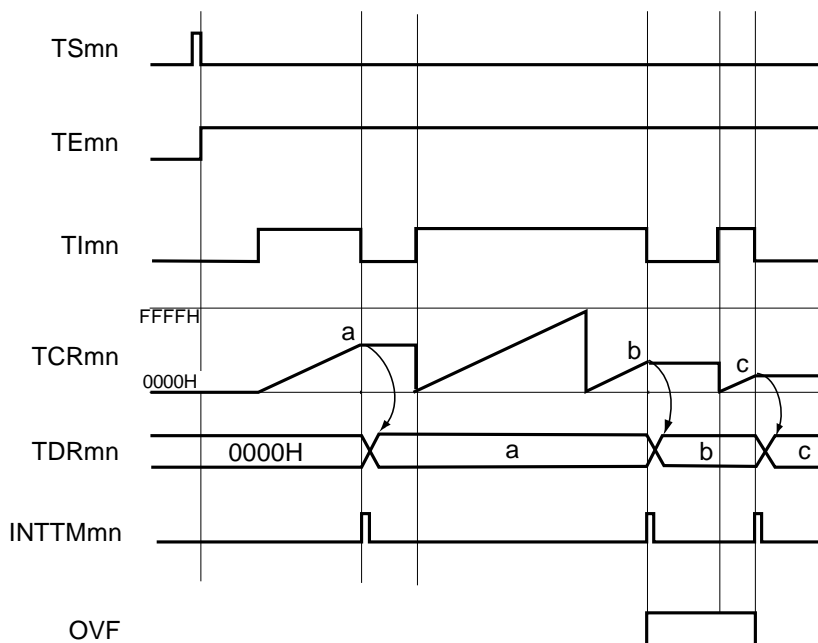 TSmn
TEmn
TImn
FFFFH
a
b
c
TCRmn
0000H
TDRmn
0000H
a
b
c
INTTMmn
OVF